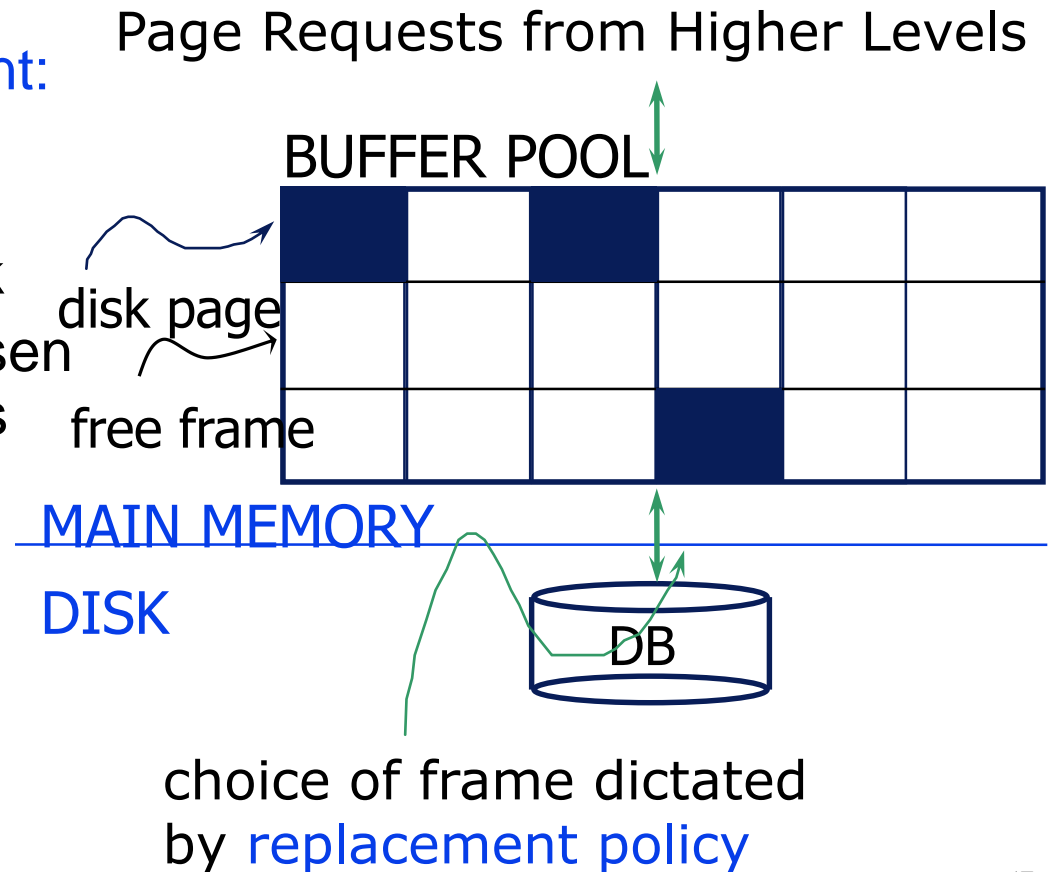 Page Requests from Higher Levels
nt:
BUFFER POOL
disk page
sen
s
free frame
MAIN MEMORY
DISK
DB
choice of frame dictated
by replacement policy